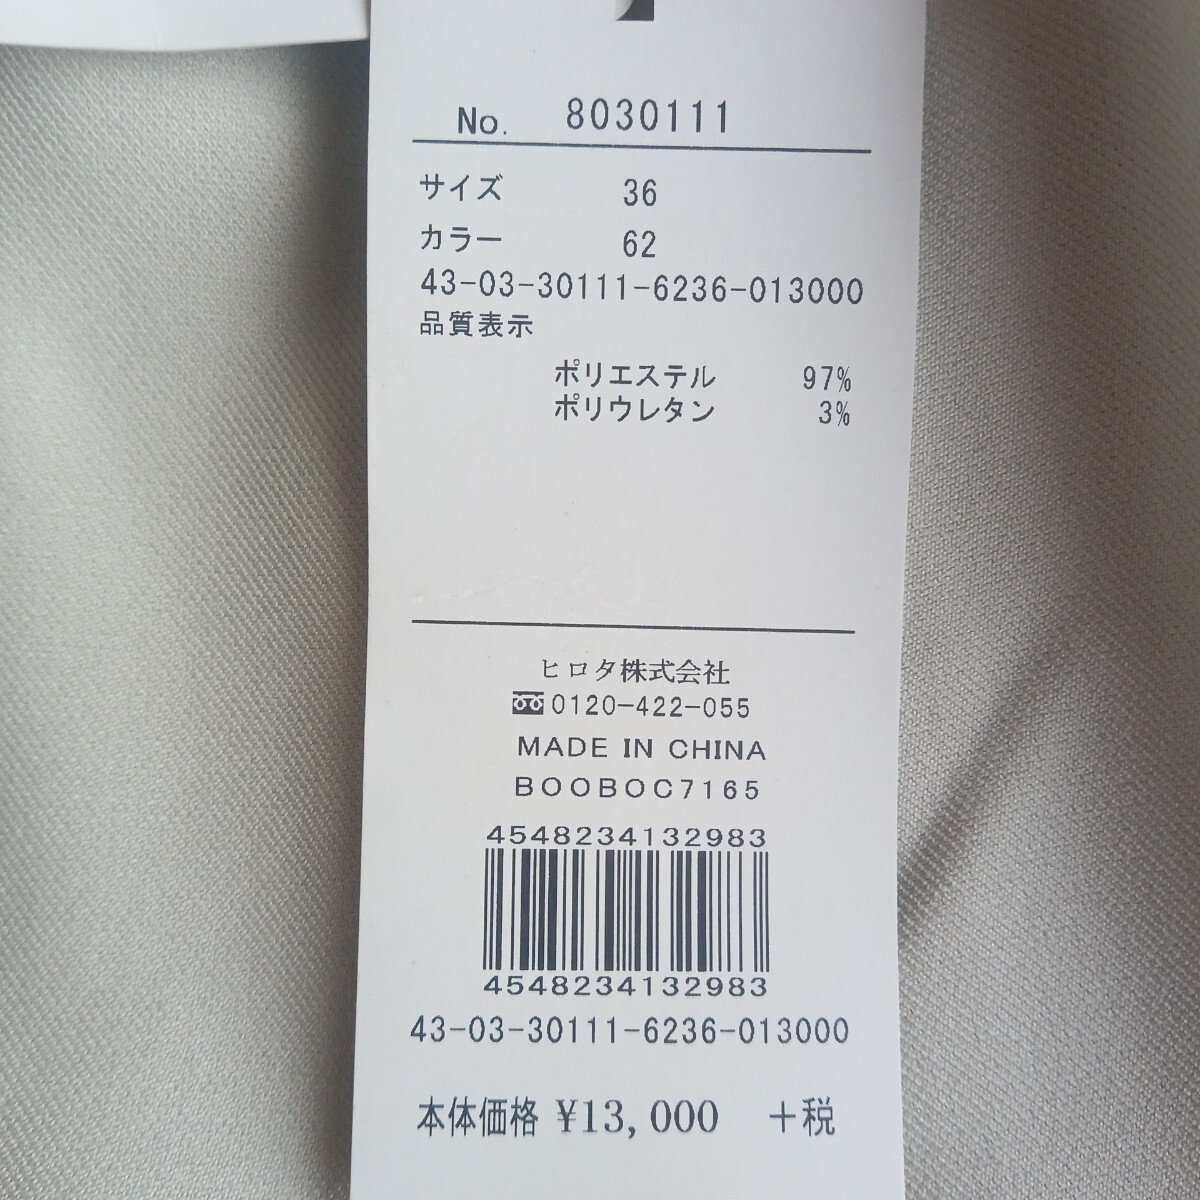 No. 8030111
サイズ 36
カラー 62
43-03-30111-6236-013000
品質表示
ポリエステル 97%
ポリウレタン 3%
ヒロタ株式会社
0120-422-055
MADE IN CHINA
BOOBOC7165
4548234132983
4548234132983
43-03-30111-6236-013000
本体価格 ¥13,000 +税